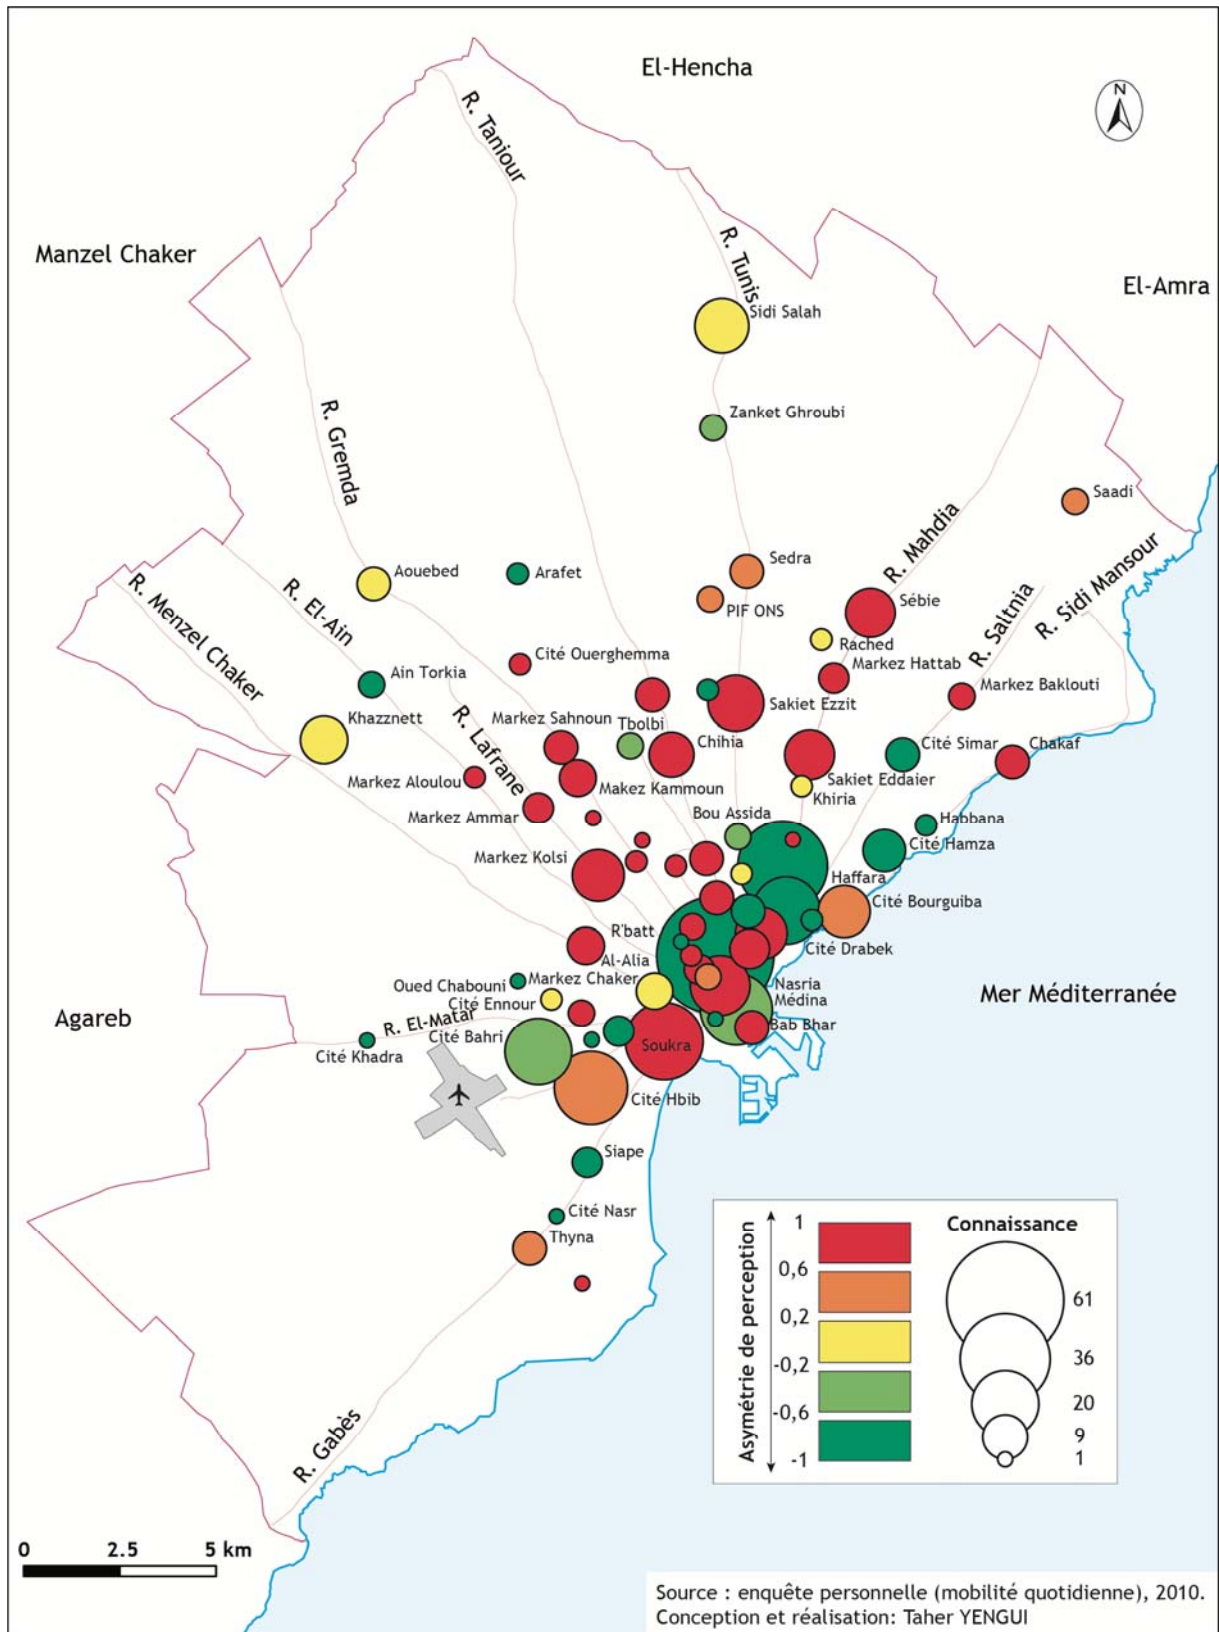 El-Hencha
N
R. Taniour
R. Tunis
Manzel Chaker
El-Amra
Sidi Salah
Zanket Ghroubi
R. Gremda
Saadi
R. Mahdia
R. Sidi Mansour
Sedra
Aouebed
Arafet
R. Menzel Chaker
R. El-Ain
PIF ONS
Sébie
R. Saltnia
Rached
Cité Ouerghemma
Markez Hattab
Ain Torkia
Markez Baklouti
Sakiet Ezzit
Khazznett
R. Lafrane
Markez Sahnoun
Tbolbi
Chihia
Cité Simar
Chakaf
Markez Aloulou
Makez Kammoun
Sakiet Eddaier
Khiria
Markez Ammar
Bou Assida
Habbana
Cité Hamza
Markez Kolsi
Haffara
Cité Bourguiba
R'batt
Cité Drabek
Al-Alia
Oued Chabouni
Markez Chaker
Nasria
Cité Ennour
Médina
Mer Méditerranée
Agareb
R. El-Matar
Bab Bhar
Cité Bahri
Soukra
Cité Khadra
Cité Hbib
Siape
Cité Nasr
Thyna
R. Gabès
Asymétrie de perception
1
0,6
0,2
-0,2
-0,6
-1
Connaissance
61
36
20
9
1
0 2.5 5 km
Source : enquête personnelle (mobilité quotidienne), 2010.
Conception et réalisation: Taher YENGUI